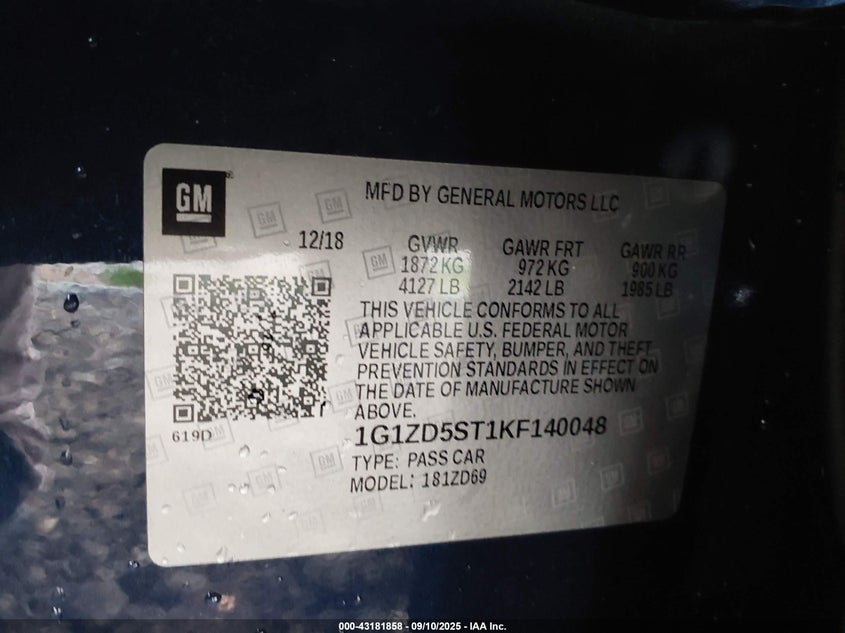 GM
MFD BY GENERAL MOTORS LLC
12/18
GVWR GAWR FRT GAWR RR
1872 KG 972 KG 900 KG
4127 LB 2142 LB 1985 LB
THIS VEHICLE CONFORMS TO ALL
APPLICABLE U.S. FEDERAL MOTOR
VEHICLE SAFETY, BUMPER, AND THEFT
PREVENTION STANDARDS IN EFFECT ON
THE DATE OF MANUFACTURE SHOWN
ABOVE.
619D
1G1ZD5ST1KF140048
TYPE: PASS CAR
MODEL: 181ZD69
000-43181858 - 09/10/2025 - IAA Inc.